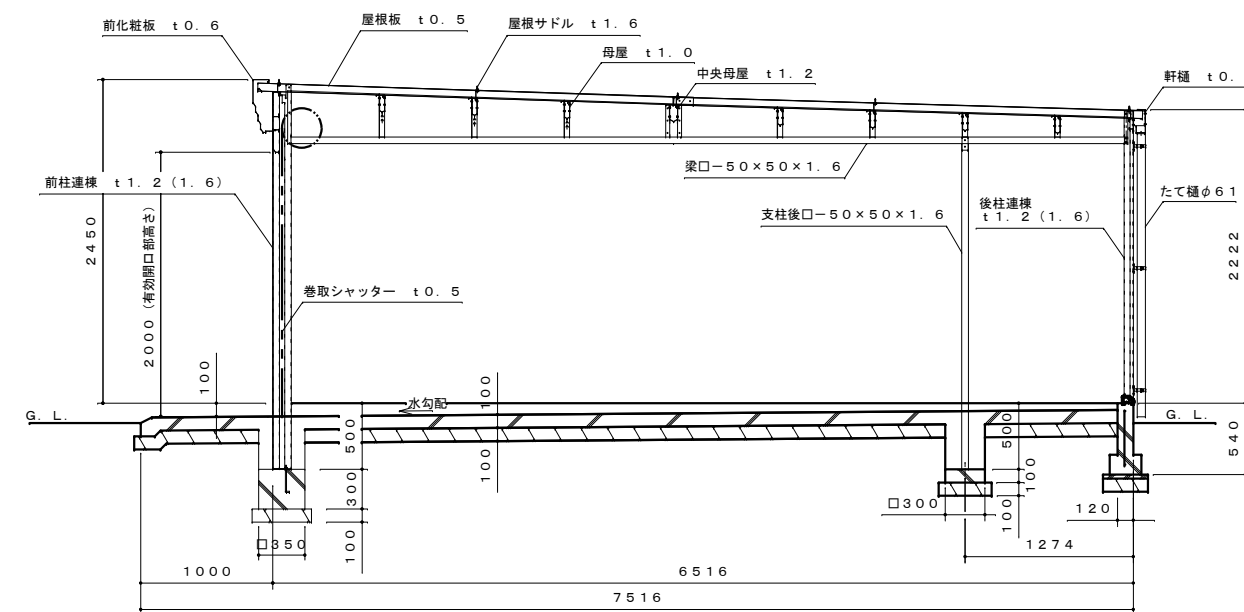 前化粧板 t0.6
屋根板 t0.5
屋根サドル t1.6
母屋 t1.0
中央母屋 t1.2
軒樋 t0.
梁口-50×50×1.6
前柱連棟 t1.2(1.6)
支柱後口-50×50×1.6
後柱連棟
t1.2(1.6)
たて樋φ61
2450
2000(有効開口部高さ)
2222
巻取シャッター t0.5
100
100
水勾配
G.L.
G.L.
500
100
500
540
300
100
100
100
□300
120
□350
1274
1000
6516
7516